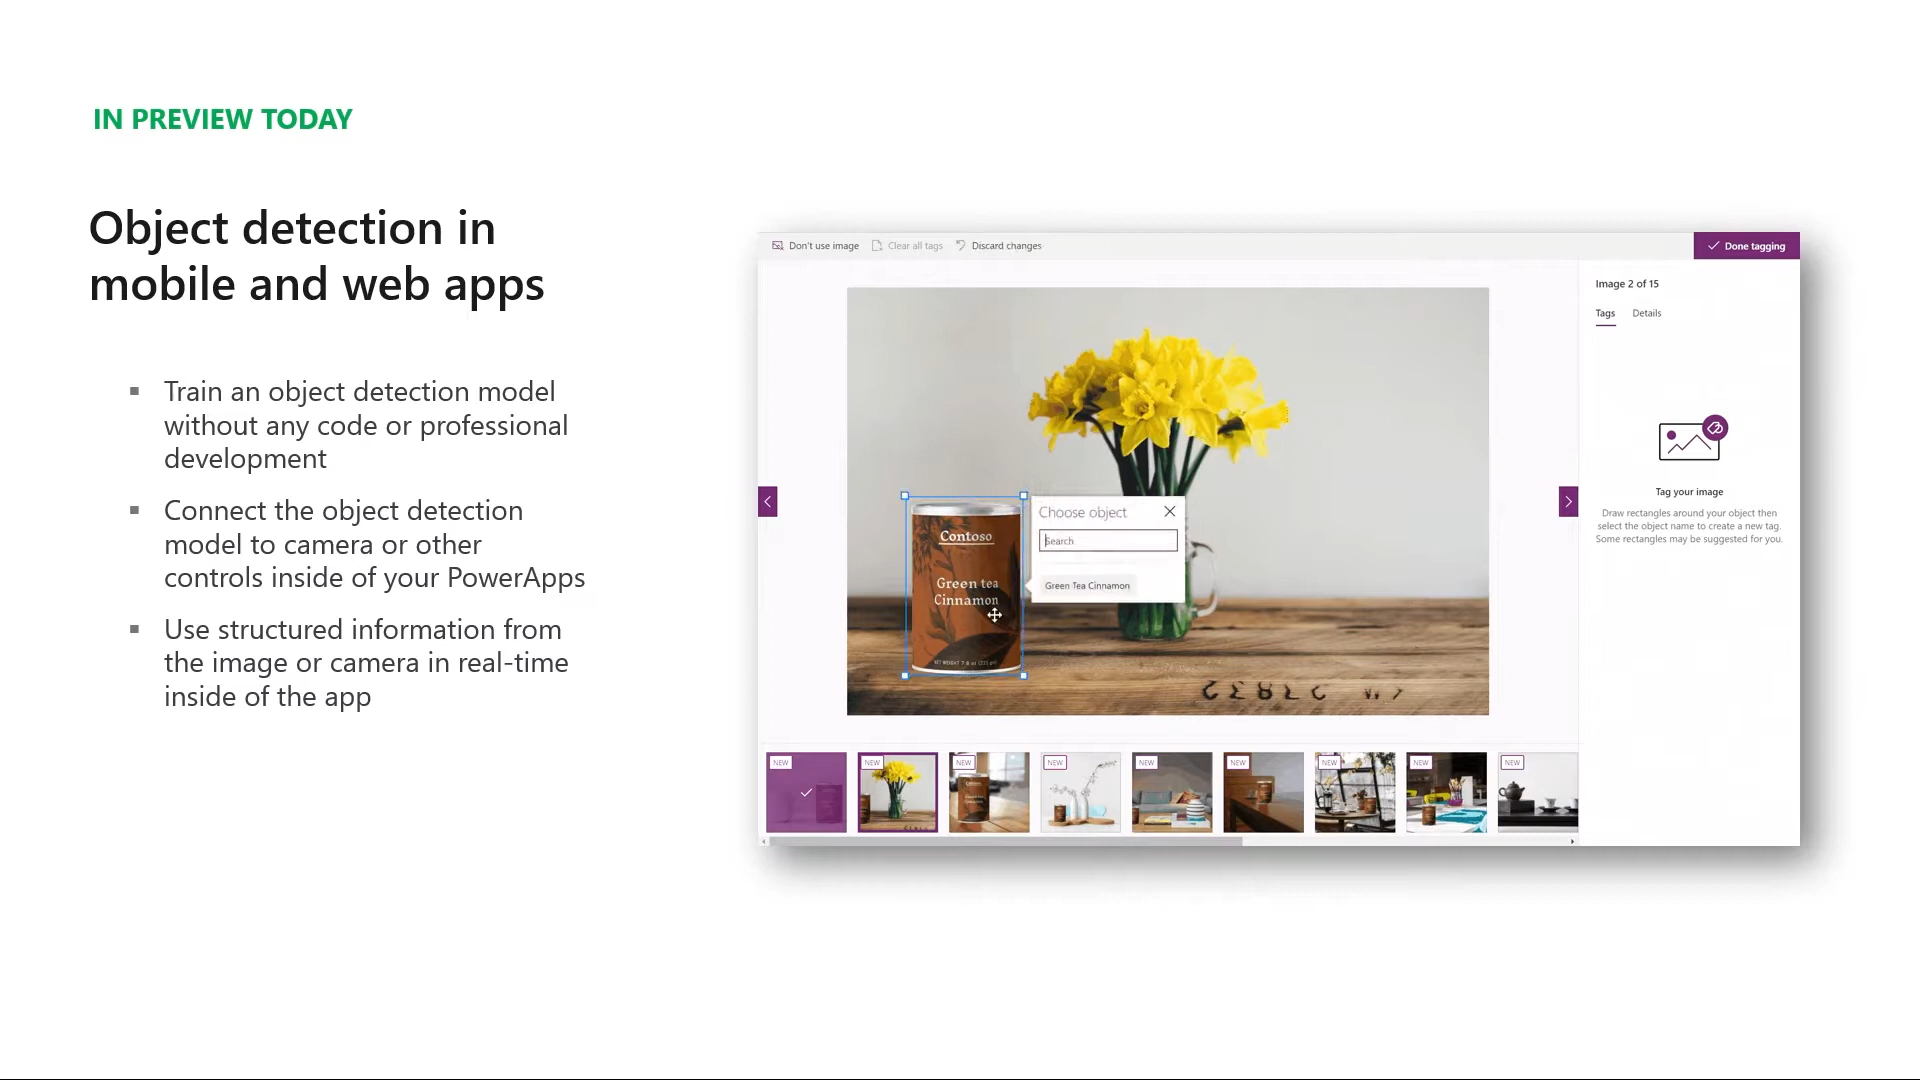 IN PREVIEW TODAY
Object detection in
mobile and web apps
▪ Train an object detection model
without any code or professional
development
▪ Connect the object detection
model to camera or other
controls inside of your PowerApps
▪ Use structured information from
the image or camera in real-time
inside of the app
Don't use image Clear all tags Discard changes
Done tagging
Image 2 of 15
Tags Details
Contoso
Green tea
Cinnamon
Choose object
Search
Green Tea Cinnamon
Tag your image
Draw rectangles around your object then
select the object name to create a new tag.
Some rectangles may be suggested for you.
NEW NEW NEW NEW NEW NEW NEW NEW NEW